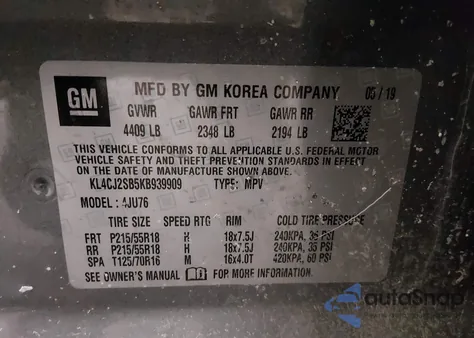 GM
MFD BY GM KOREA COMPANY 05/19
GVWR GAWR FRT GAWR RR
4409 LB 2348 LB 2194 LB
THIS VEHICLE CONFORMS TO ALL APPLICABLE U.S. FEDERAL MOTOR
VEHICLE SAFETY AND THEFT PREVENTION STANDARDS IN EFFECT
ON THE DATE OF MANUFACTURE SHOWN ABOVE.
KL4CJ2SB5KB939909 TYPE: MPV
MODEL: 4JU76
TIRE SIZE SPEED RTG RIM COLD TIRE PRESSURE
FRT P215/55R18 H 18x7.5J 240KPA, 35 PSI
RR P215/55R18 H 18x7.5J 240KPA, 35 PSI
SPA T125/70R16 M 16x4.0T 420KPA, 60 PSI
SEE OWNER'S MANUAL FOR MORE INFORMATION
autoSnap